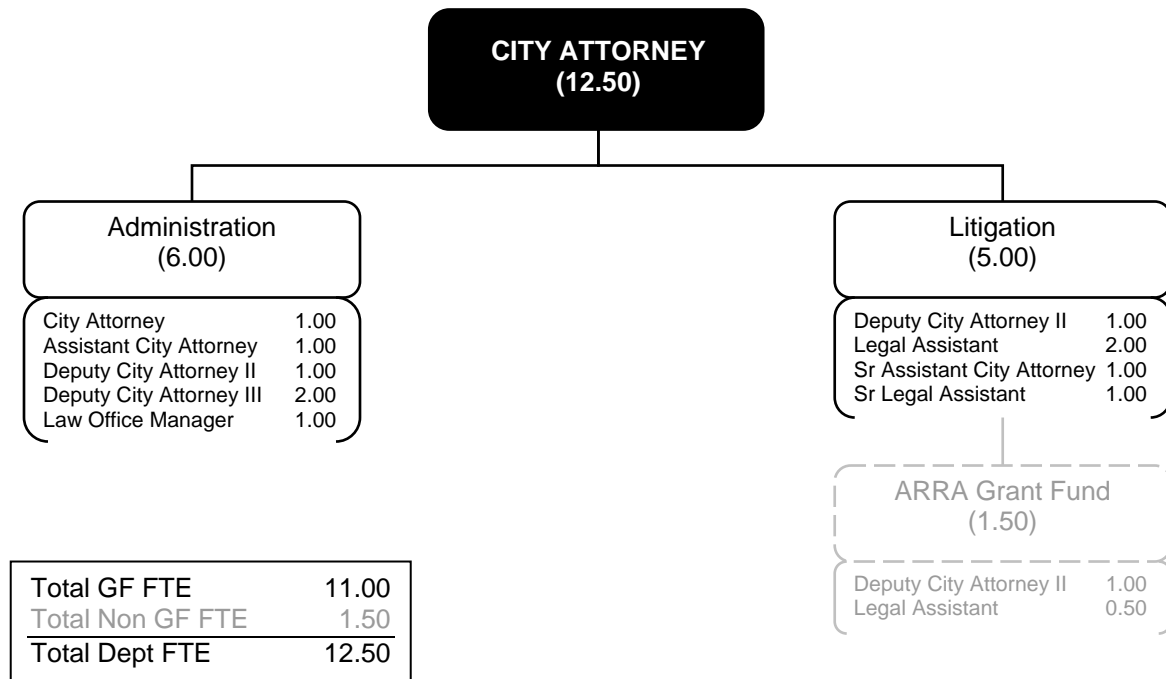 CITY ATTORNEY
(12.50)
Administration
(6.00)
City Attorney 1.00
Assistant City Attorney 1.00
Deputy City Attorney II 1.00
Deputy City Attorney III 2.00
Law Office Manager 1.00
Litigation
(5.00)
Deputy City Attorney II 1.00
Legal Assistant 2.00
Sr Assistant City Attorney 1.00
Sr Legal Assistant 1.00
ARRA Grant Fund
(1.50)
Deputy City Attorney II 1.00
Legal Assistant 0.50
Total GF FTE 11.00
Total Non GF FTE 1.50
Total Dept FTE 12.50